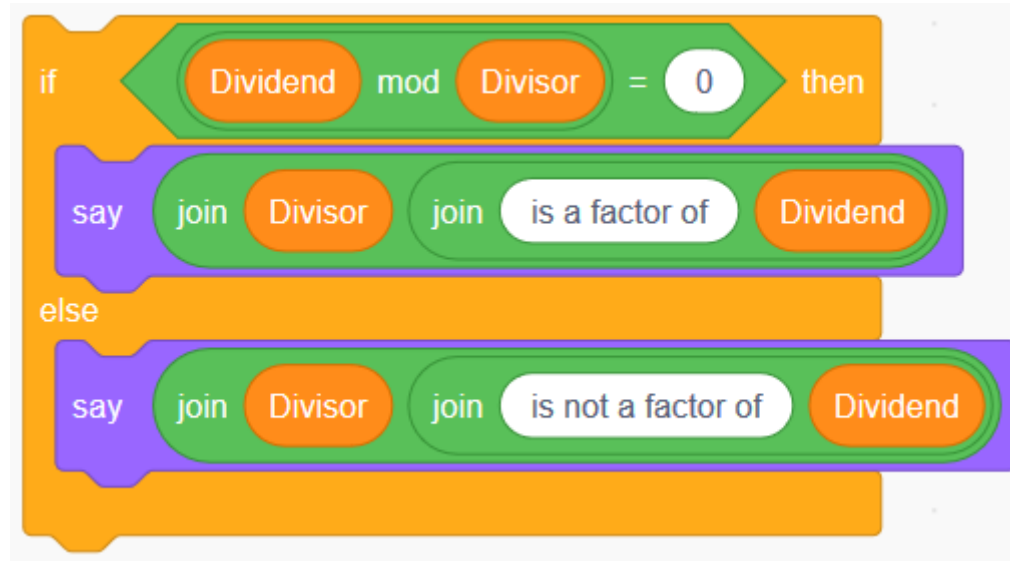 if Dividend mod Divisor = 0 then
say join Divisor join is a factor of Dividend
else
say join Divisor join is not a factor of Dividend